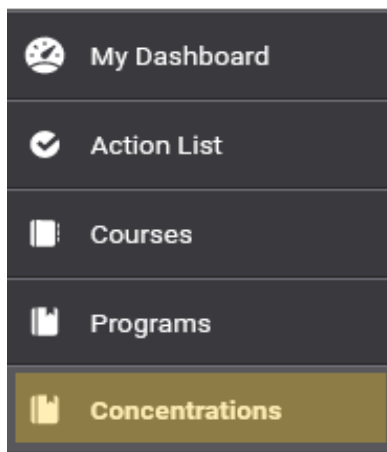 My Dashboard
Action List
Courses
Programs
Concentrations